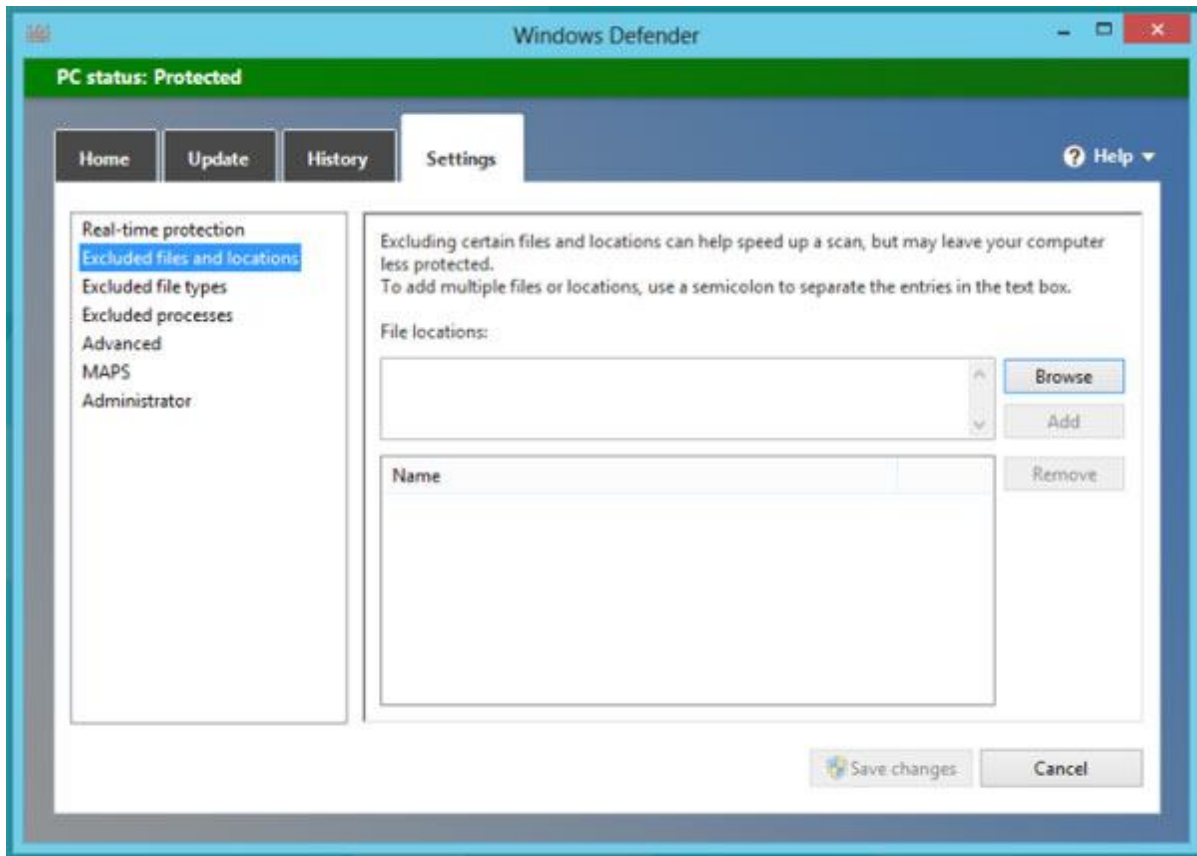 Windows Defender
PC status: Protected
Home
Update
History
Settings
Help
Real-time protection
Excluded files and locations
Excluded file types
Excluded processes
Advanced
MAPS
Administrator
Excluding certain files and locations can help speed up a scan, but may leave your computer
less protected.
To add multiple files or locations, use a semicolon to separate the entries in the text box.
File locations:
Browse
Add
Name
Remove
Save changes
Cancel